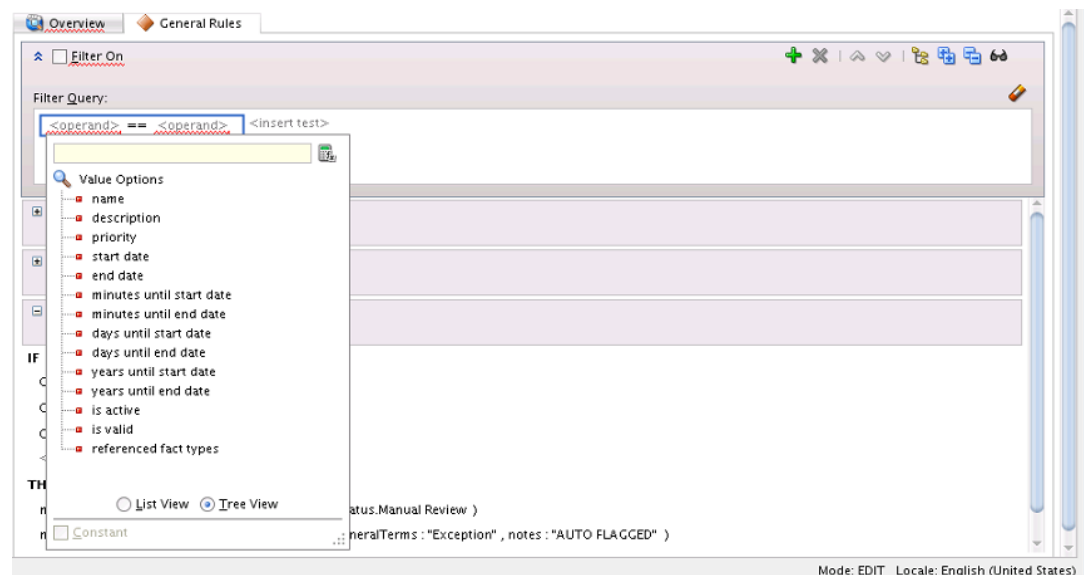 Overview General Rules
Filter On
Filter Query:
<operand> == <operand> <insert test>
Value Options
name
description
priority
start date
end date
minutes until start date
minutes until end date
days until start date
days until end date
years until start date
years until end date
is active
is valid
referenced fact types
IF
TH
List View Tree View
atus.Manual Review )
Constant
neralTerms : "Exception" , notes : "AUTO FLAGGED" )
Mode: EDIT Locale: English (United States)